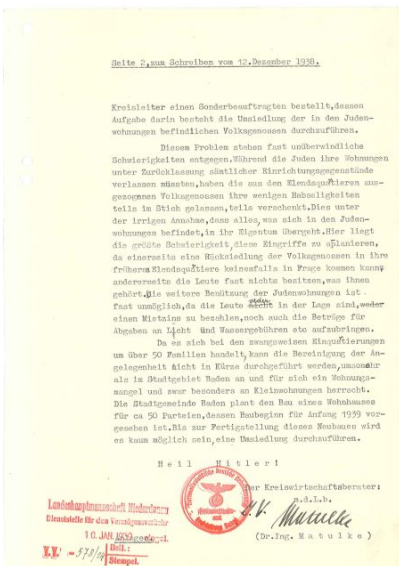 Seite 2,zum Schreiben vom 12.Dezember 1938.
Kreisleiter einen Sonderbeauftragten bestellt,dessen
Aufgabe darin besteht die Umsiedlung der in den Juden-
wohnungen befindlichen Volksgenossen durchzuführen.
Diesem Problem stehen fast unüberwindliche
Schwierigkeiten entgegen.Während die Juden ihre Wohnungen
unter Zurücklassung sämtlicher Einrichtungsgegenstände
verlassen müssten,haben die aus den Elendsquatieren aus-
gezogenen Volksgenossen ihre wenigen Habseligkeiten
teils im Stich gelassen,teils verschenkt.Dies unter
der irrigen Annahme,dass alles,was sich in den Juden-
wohnungen befindet,in ihr Eigentum übergeht.Hier liegt
die größte Schwierigkeit,diese Eingriffe zu aplanieren,
da einerseits eine Rücksiedlung der Volksgenossen in ihre
früheren Elendsquatiere keinesfalls in Frage kommen kann,
andererseits die Leute fast nichts besitzen,was ihnen
gehört.Die weitere Benützung der Judenwohnungen ist
fast unmöglich,da die Leute weder in der Lage sind,
einen Mietzins zu bezahlen,noch auch die Beträge für
Abgaben an Licht und Wassergebühren etc aufzubringen.
Da es sich bei den zwangsweisen Einquatierungen
um über 50 Familien handelt,kann die Bereinigung der An-
gelegenheit nicht in Kürze durchgeführt werden,umsomehr
als im Stadtgebiet Baden an und für sich ein Wohnungs-
mangel und zwar besonders an Kleinwohnungen herrscht.
Die Stadtgemeinde Baden plant den Bau eines Wohnhauses
für ca 50 Parteien,dessen Baubeginn für Anfang 1939 vor-
gesehen ist.Bis zur Fertigstellung dieses Neubaues wird
es kaum möglich sein,eine Umsiedlung durchzuführen.
Heil Hitler!
der Kreiswirtschaftsberater:
m.d.L.b.
I.V. Matulke
(Dr.Ing. Matulke)
Landeshauptmannschaft Niederdonau
Dienststelle für den Vermögensverkehr
10. JAN. 1939
Beil.:
Stempel.